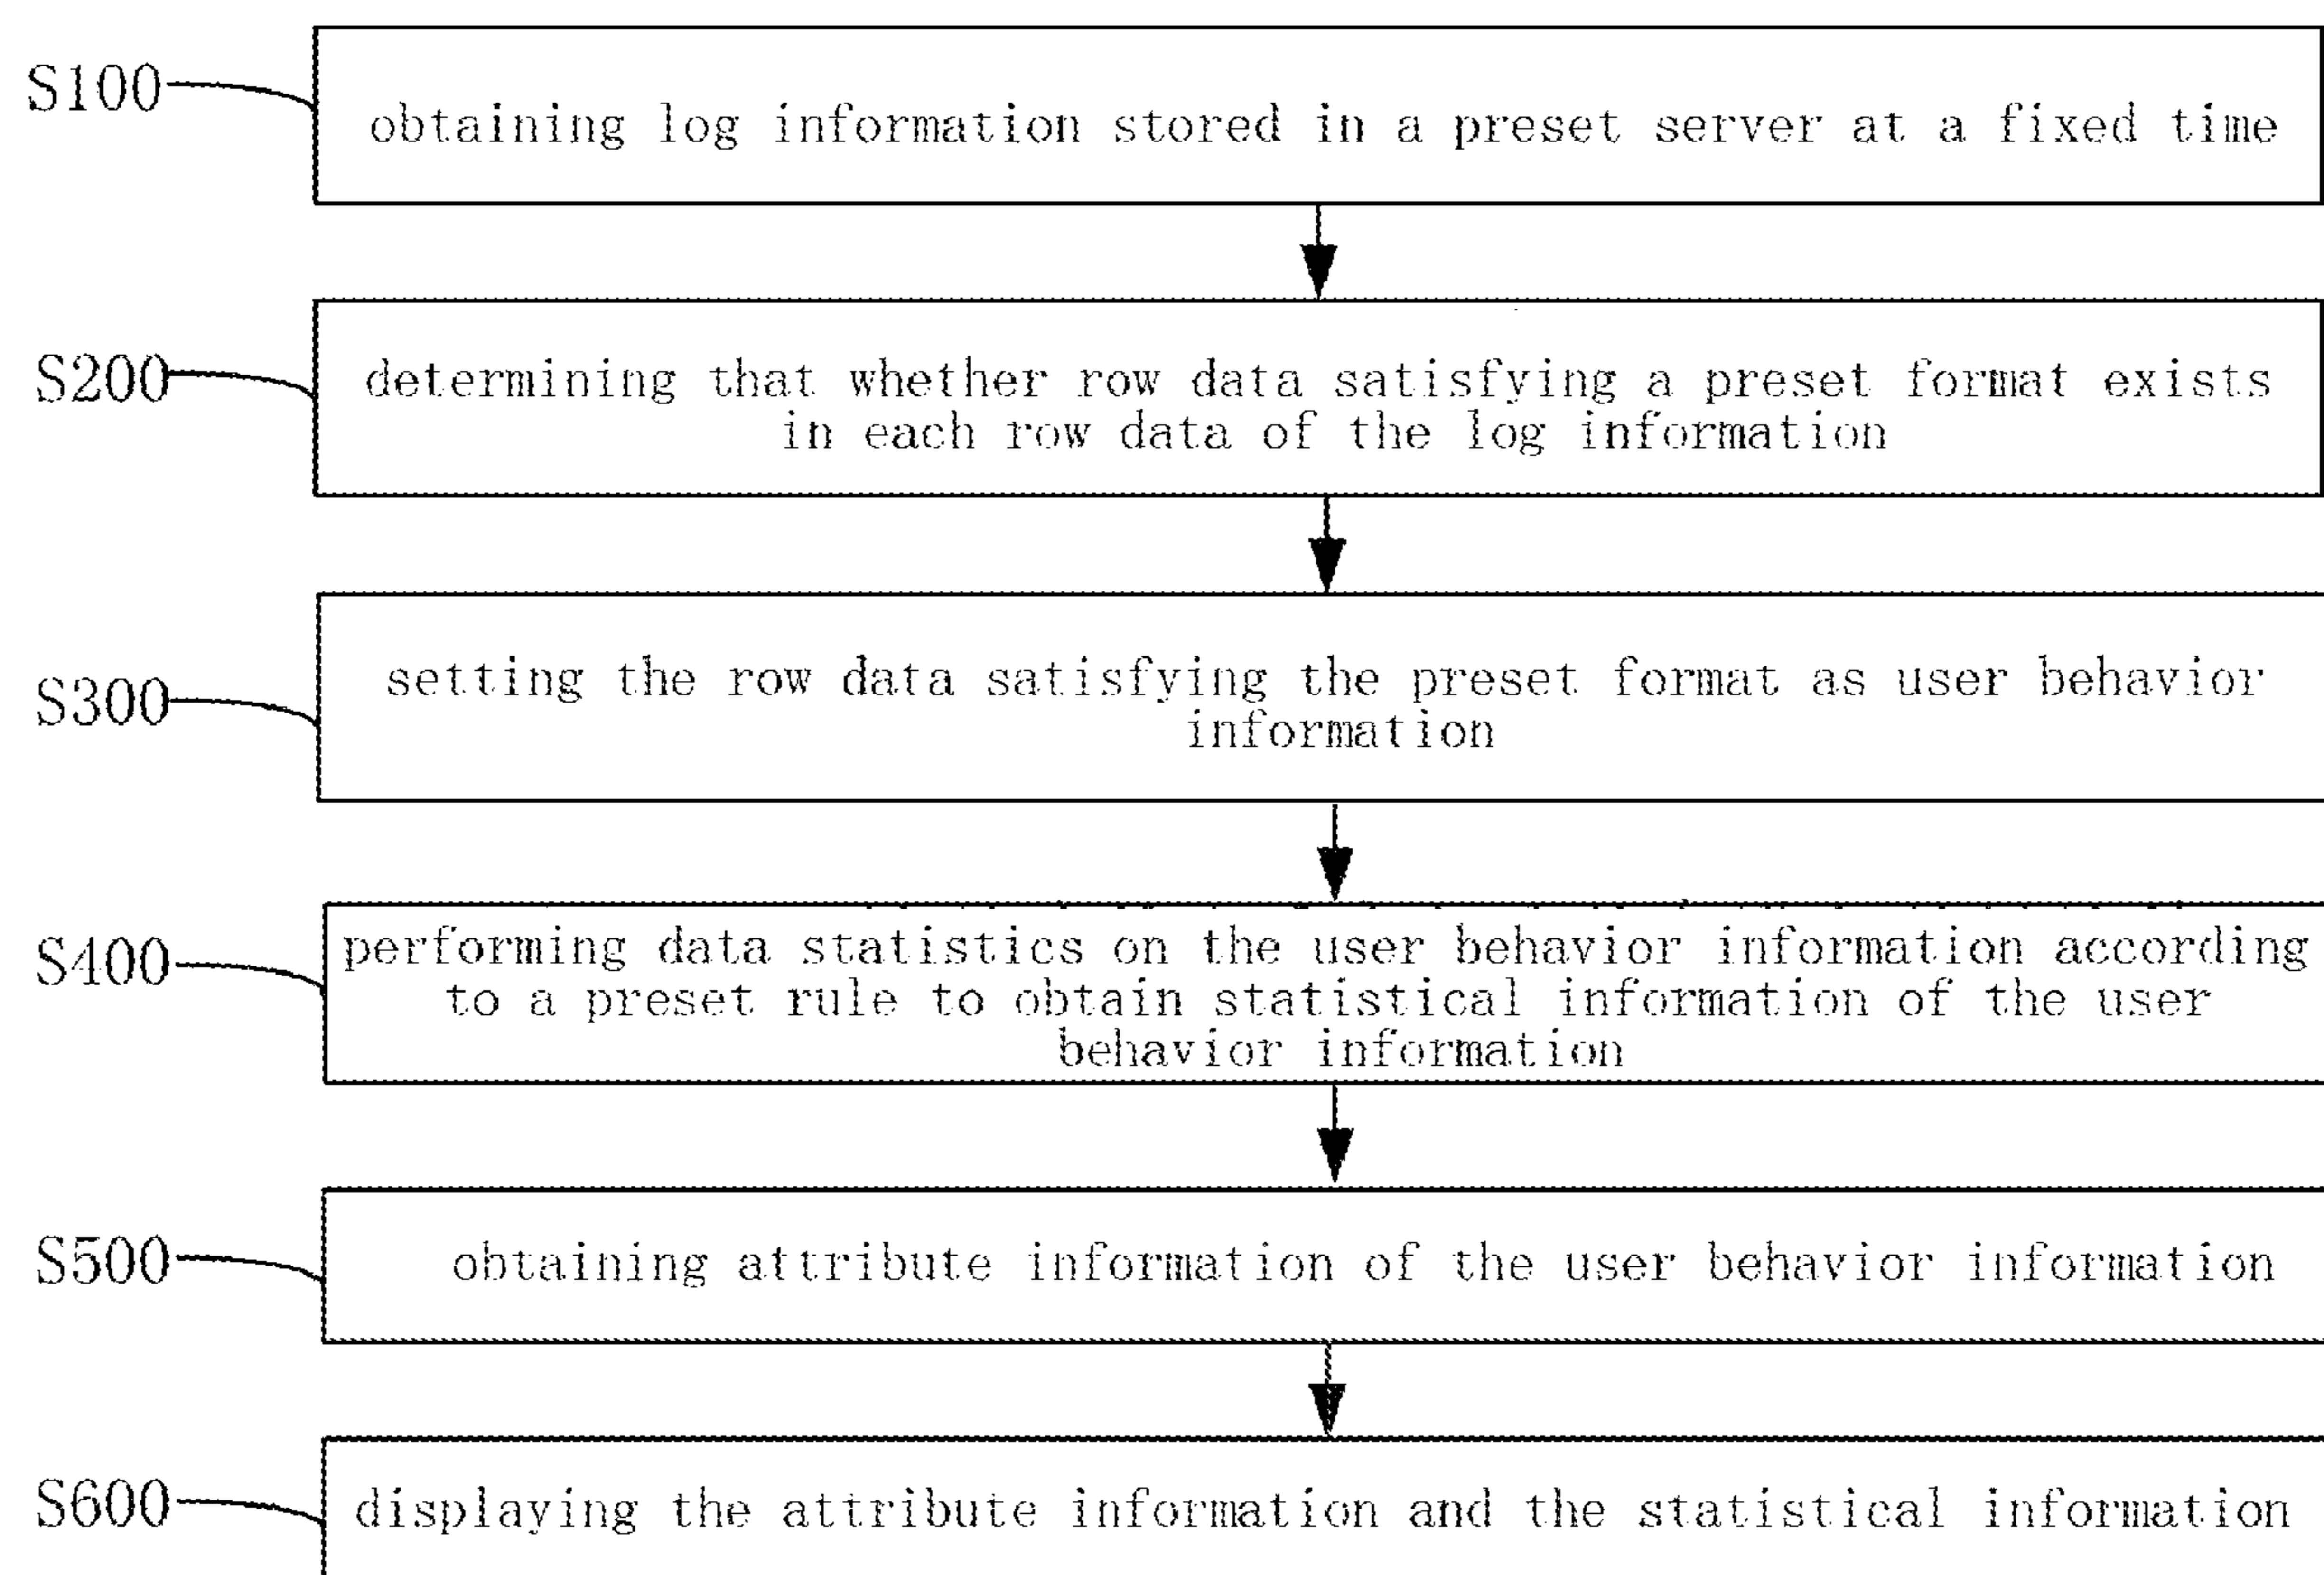 S100
obtaining log information stored in a preset server at a fixed time
S200
determining that whether row data satisfying a preset format exists
in each row data of the log information
S300
setting the row data satisfying the preset format as user behavior
information
S400
performing data statistics on the user behavior information according
to a preset rule to obtain statistical information of the user
behavior information
S500
obtaining attribute information of the user behavior information
S600
displaying the attribute information and the statistical information